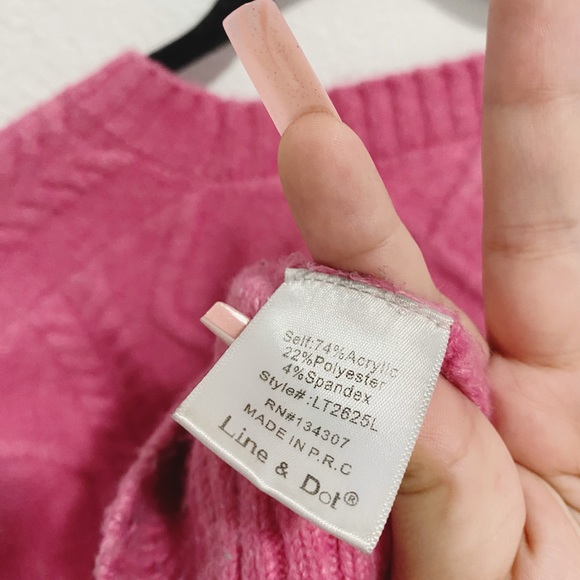 Self:74%Acrylic
22%Polyester
4%Spandex
Style#:LT2625L
RN#134307
MADE IN P.R.C
Line & Dot®